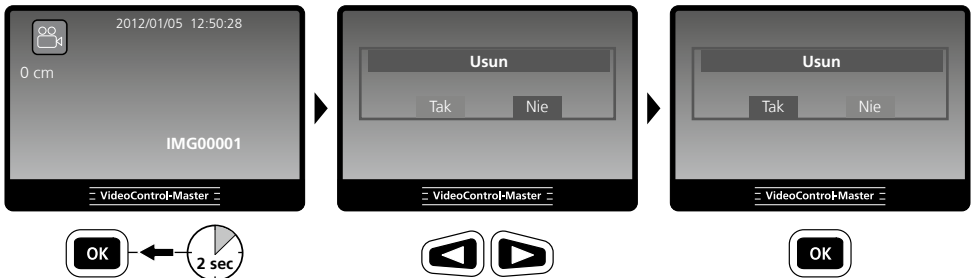 2012/01/05 12:50:28
0 cm
IMG00001
VideoControl-Master
OK
2 sec
Usun
Tak Nie
VideoControl-Master
Usun
Tak Nie
VideoControl-Master
OK